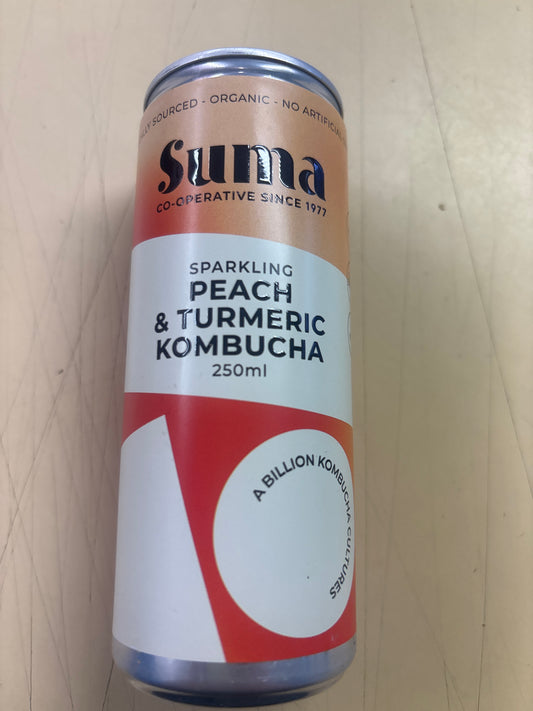 SOURCED - ORGANIC - NO ARTIFICIAL
Suma
CO-OPERATIVE SINCE 1977
SPARKLING
PEACH
& TURMERIC
KOMBUCHA
250ml
A BILLION KOMBUCHA CULTURES